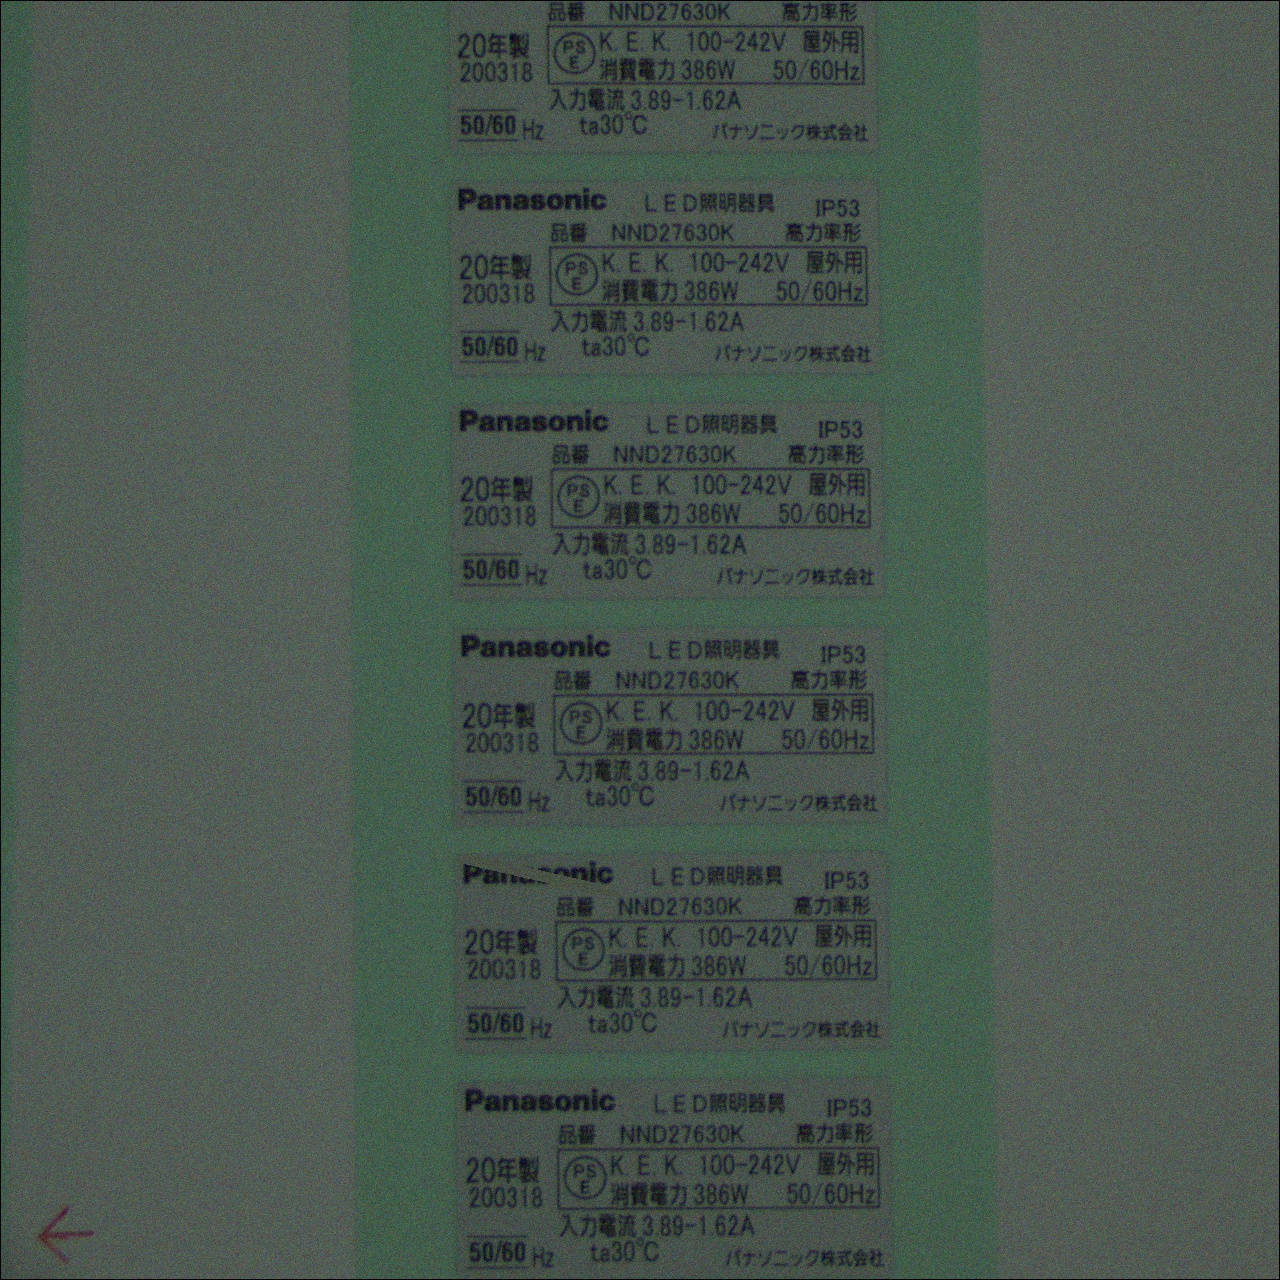 品番 NND27630K 高力率形
20年製 PS E K. E. K. 100-242V 屋外用
200318 消費電力 386W 50/60Hz
入力電流 3.89-1.62A
50/60 Hz ta30℃ パナソニック株式会社
Panasonic LED照明器具 IP53
品番 NND27630K 高力率形
20年製 PS E K. E. K. 100-242V 屋外用
200318 消費電力 386W 50/60Hz
入力電流 3.89-1.62A
50/60 Hz ta30℃ パナソニック株式会社
Panasonic LED照明器具 IP53
品番 NND27630K 高力率形
20年製 PS E K. E. K. 100-242V 屋外用
200318 消費電力 386W 50/60Hz
入力電流 3.89-1.62A
50/60 Hz ta30℃ パナソニック株式会社
Panasonic LED照明器具 IP53
品番 NND27630K 高力率形
20年製 PS E K. E. K. 100-242V 屋外用
200318 消費電力 386W 50/60Hz
入力電流 3.89-1.62A
50/60 Hz ta30℃ パナソニック株式会社
LED照明器具 IP53
品番 NND27630K 高力率形
20年製 PS E K. E. K. 100-242V 屋外用
200318 消費電力 386W 50/60Hz
入力電流 3.89-1.62A
50/60 Hz ta30℃ パナソニック株式会社
Panasonic LED照明器具 IP53
品番 NND27630K 高力率形
20年製 PS E K. E. K. 100-242V 屋外用
200318 消費電力 386W 50/60Hz
入力電流 3.89-1.62A
50/60 Hz ta30℃ パナソニック株式会社